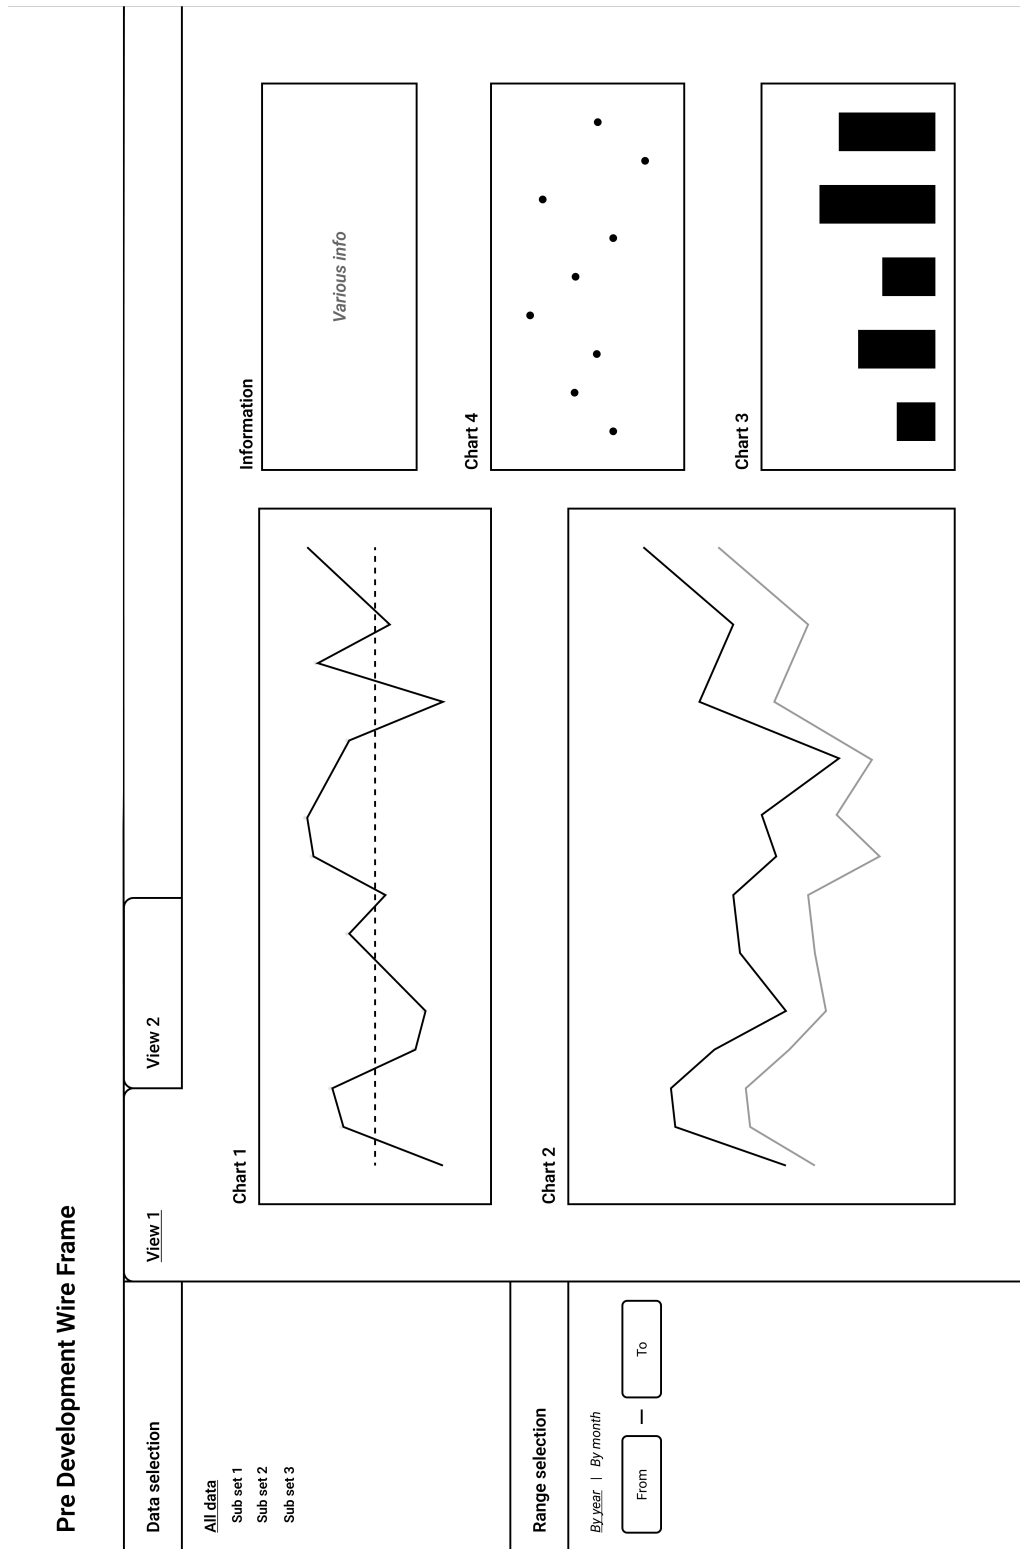 Pre Development Wire Frame
Data selection
All data
Sub set 1
Sub set 2
Sub set 3
Range selection
By year | By month
From — To
View 1
View 2
Chart 1
Chart 2
Information
Various info
Chart 4
Chart 3